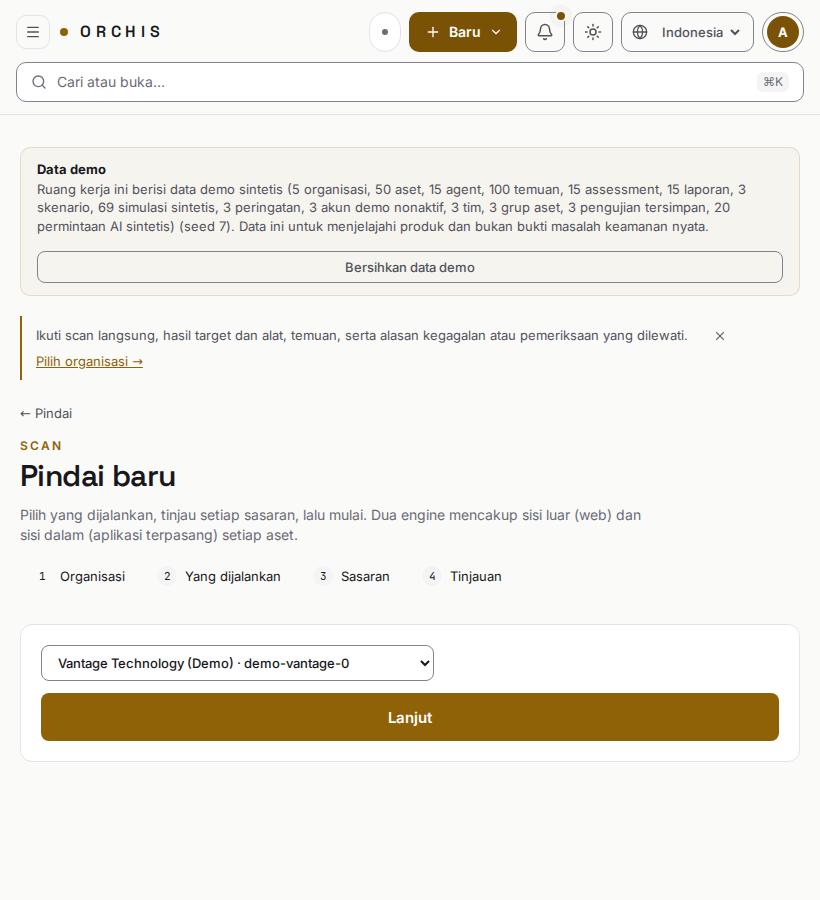 ORCHIS
Baru
Indonesia
A
Cari atau buka...
⌘K
Data demo
Ruang kerja ini berisi data demo sintetis (5 organisasi, 50 aset, 15 agent, 100 temuan, 15 assessment, 15 laporan, 3
skenario, 69 simulasi sintetis, 3 peringatan, 3 akun demo nonaktif, 3 tim, 3 grup aset, 3 pengujian tersimpan, 20
permintaan AI sintetis) (seed 7). Data ini untuk menjelajahi produk dan bukan bukti masalah keamanan nyata.
Bersihkan data demo
Ikuti scan langsung, hasil target dan alat, temuan, serta alasan kegagalan atau pemeriksaan yang dilewati.
Pilih organisasi →
← Pindai
SCAN
Pindai baru
Pilih yang dijalankan, tinjau setiap sasaran, lalu mulai. Dua engine mencakup sisi luar (web) dan
sisi dalam (aplikasi terpasang) setiap aset.
1 Organisasi 2 Yang dijalankan 3 Sasaran 4 Tinjauan
Vantage Technology (Demo) · demo-vantage-0
Lanjut